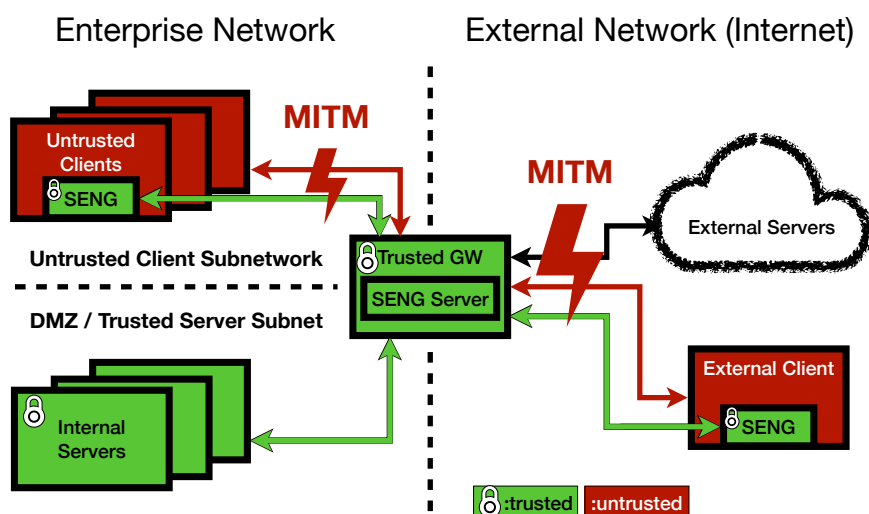 Enterprise Network
External Network (Internet)
MITM
Untrusted
Clients
SENG
MITM
External Servers
Untrusted Client Subnetwork
Trusted GW
SENG Server
DMZ / Trusted Server Subnet
External Client
SENG
Internal
Servers
:trusted
:untrusted